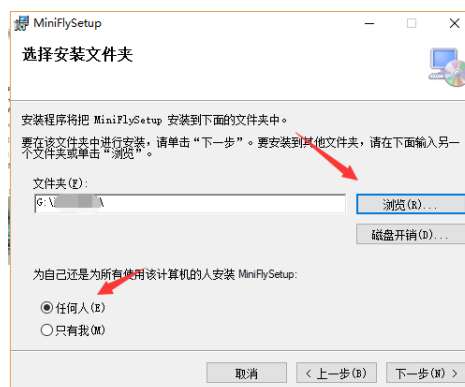 MiniFlySetup
选择安装文件夹
安装程序将把 MiniFlySetup 安装到下面的文件夹中。
要在该文件夹中进行安装，请单击“下一步”。要安装到其他文件夹，请在下面输入另一
个文件夹或单击“浏览”。
文件夹(F):
G:\ \
浏览(R)...
磁盘开销(D)...
为自己还是为所有使用该计算机的人安装 MiniFlySetup:
任何人(E)
只有我(M)
取消
< 上一步(B)
下一步(N) >